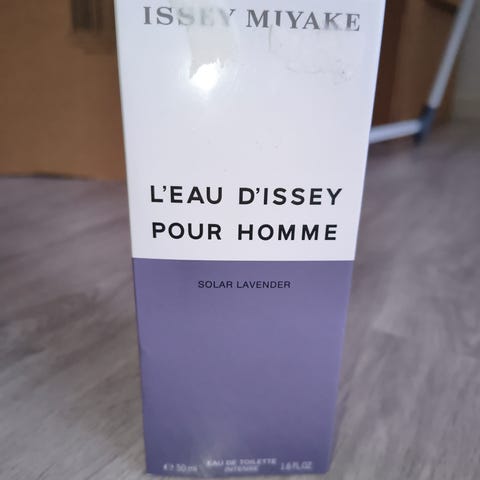 ISSEY MIYAKE
L'EAU D'ISSEY
POUR HOMME
SOLAR LAVENDER
EAU DE TOILETTE
e 50 ml INTENSE 1.6 FL.OZ.